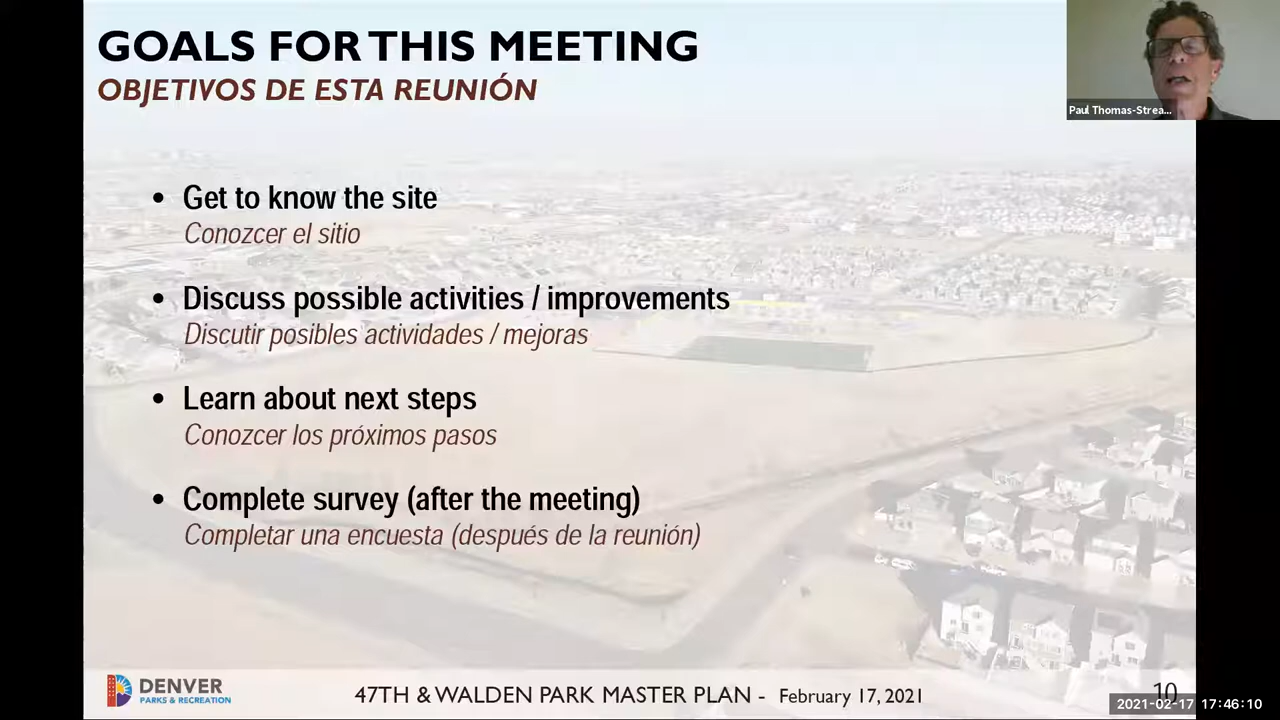 GOALS FOR THIS MEETING
OBJETIVOS DE ESTA REUNIÓN
Paul Thomas-Strea...
• Get to know the site
Conozcer el sitio
• Discuss possible activities / improvements
Discutir posibles actividades / mejoras
• Learn about next steps
Conozcer los próximos pasos
• Complete survey (after the meeting)
Completar una encuesta (después de la reunión)
DENVER
PARKS & RECREATION
47TH & WALDEN PARK MASTER PLAN - February 17, 2021
10
2021-02-17 17:46:10